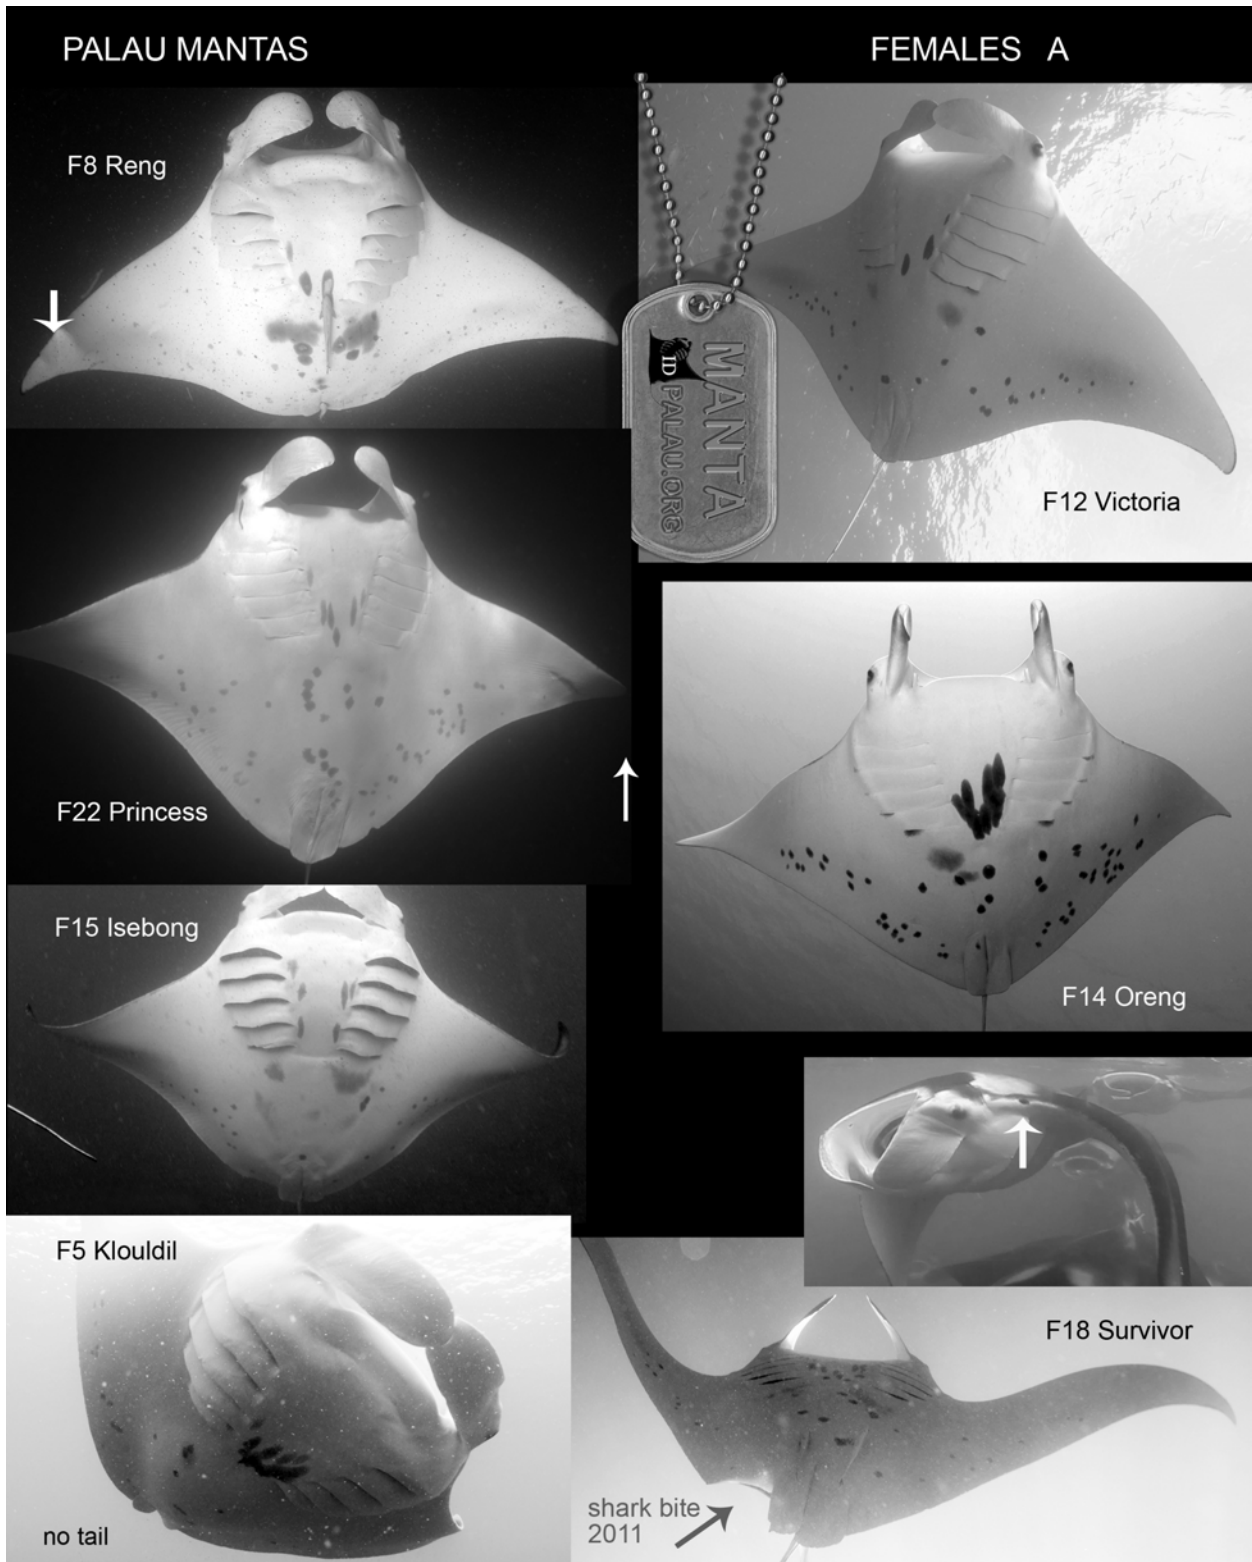 PALAU MANTAS
FEMALES A
F8 Reng
MANTA
ID PALAU.ORG
F12 Victoria
F22 Princess
F14 Oreng
F15 Isebong
F5 Klouldil
no tail
F18 Survivor
shark bite
2011